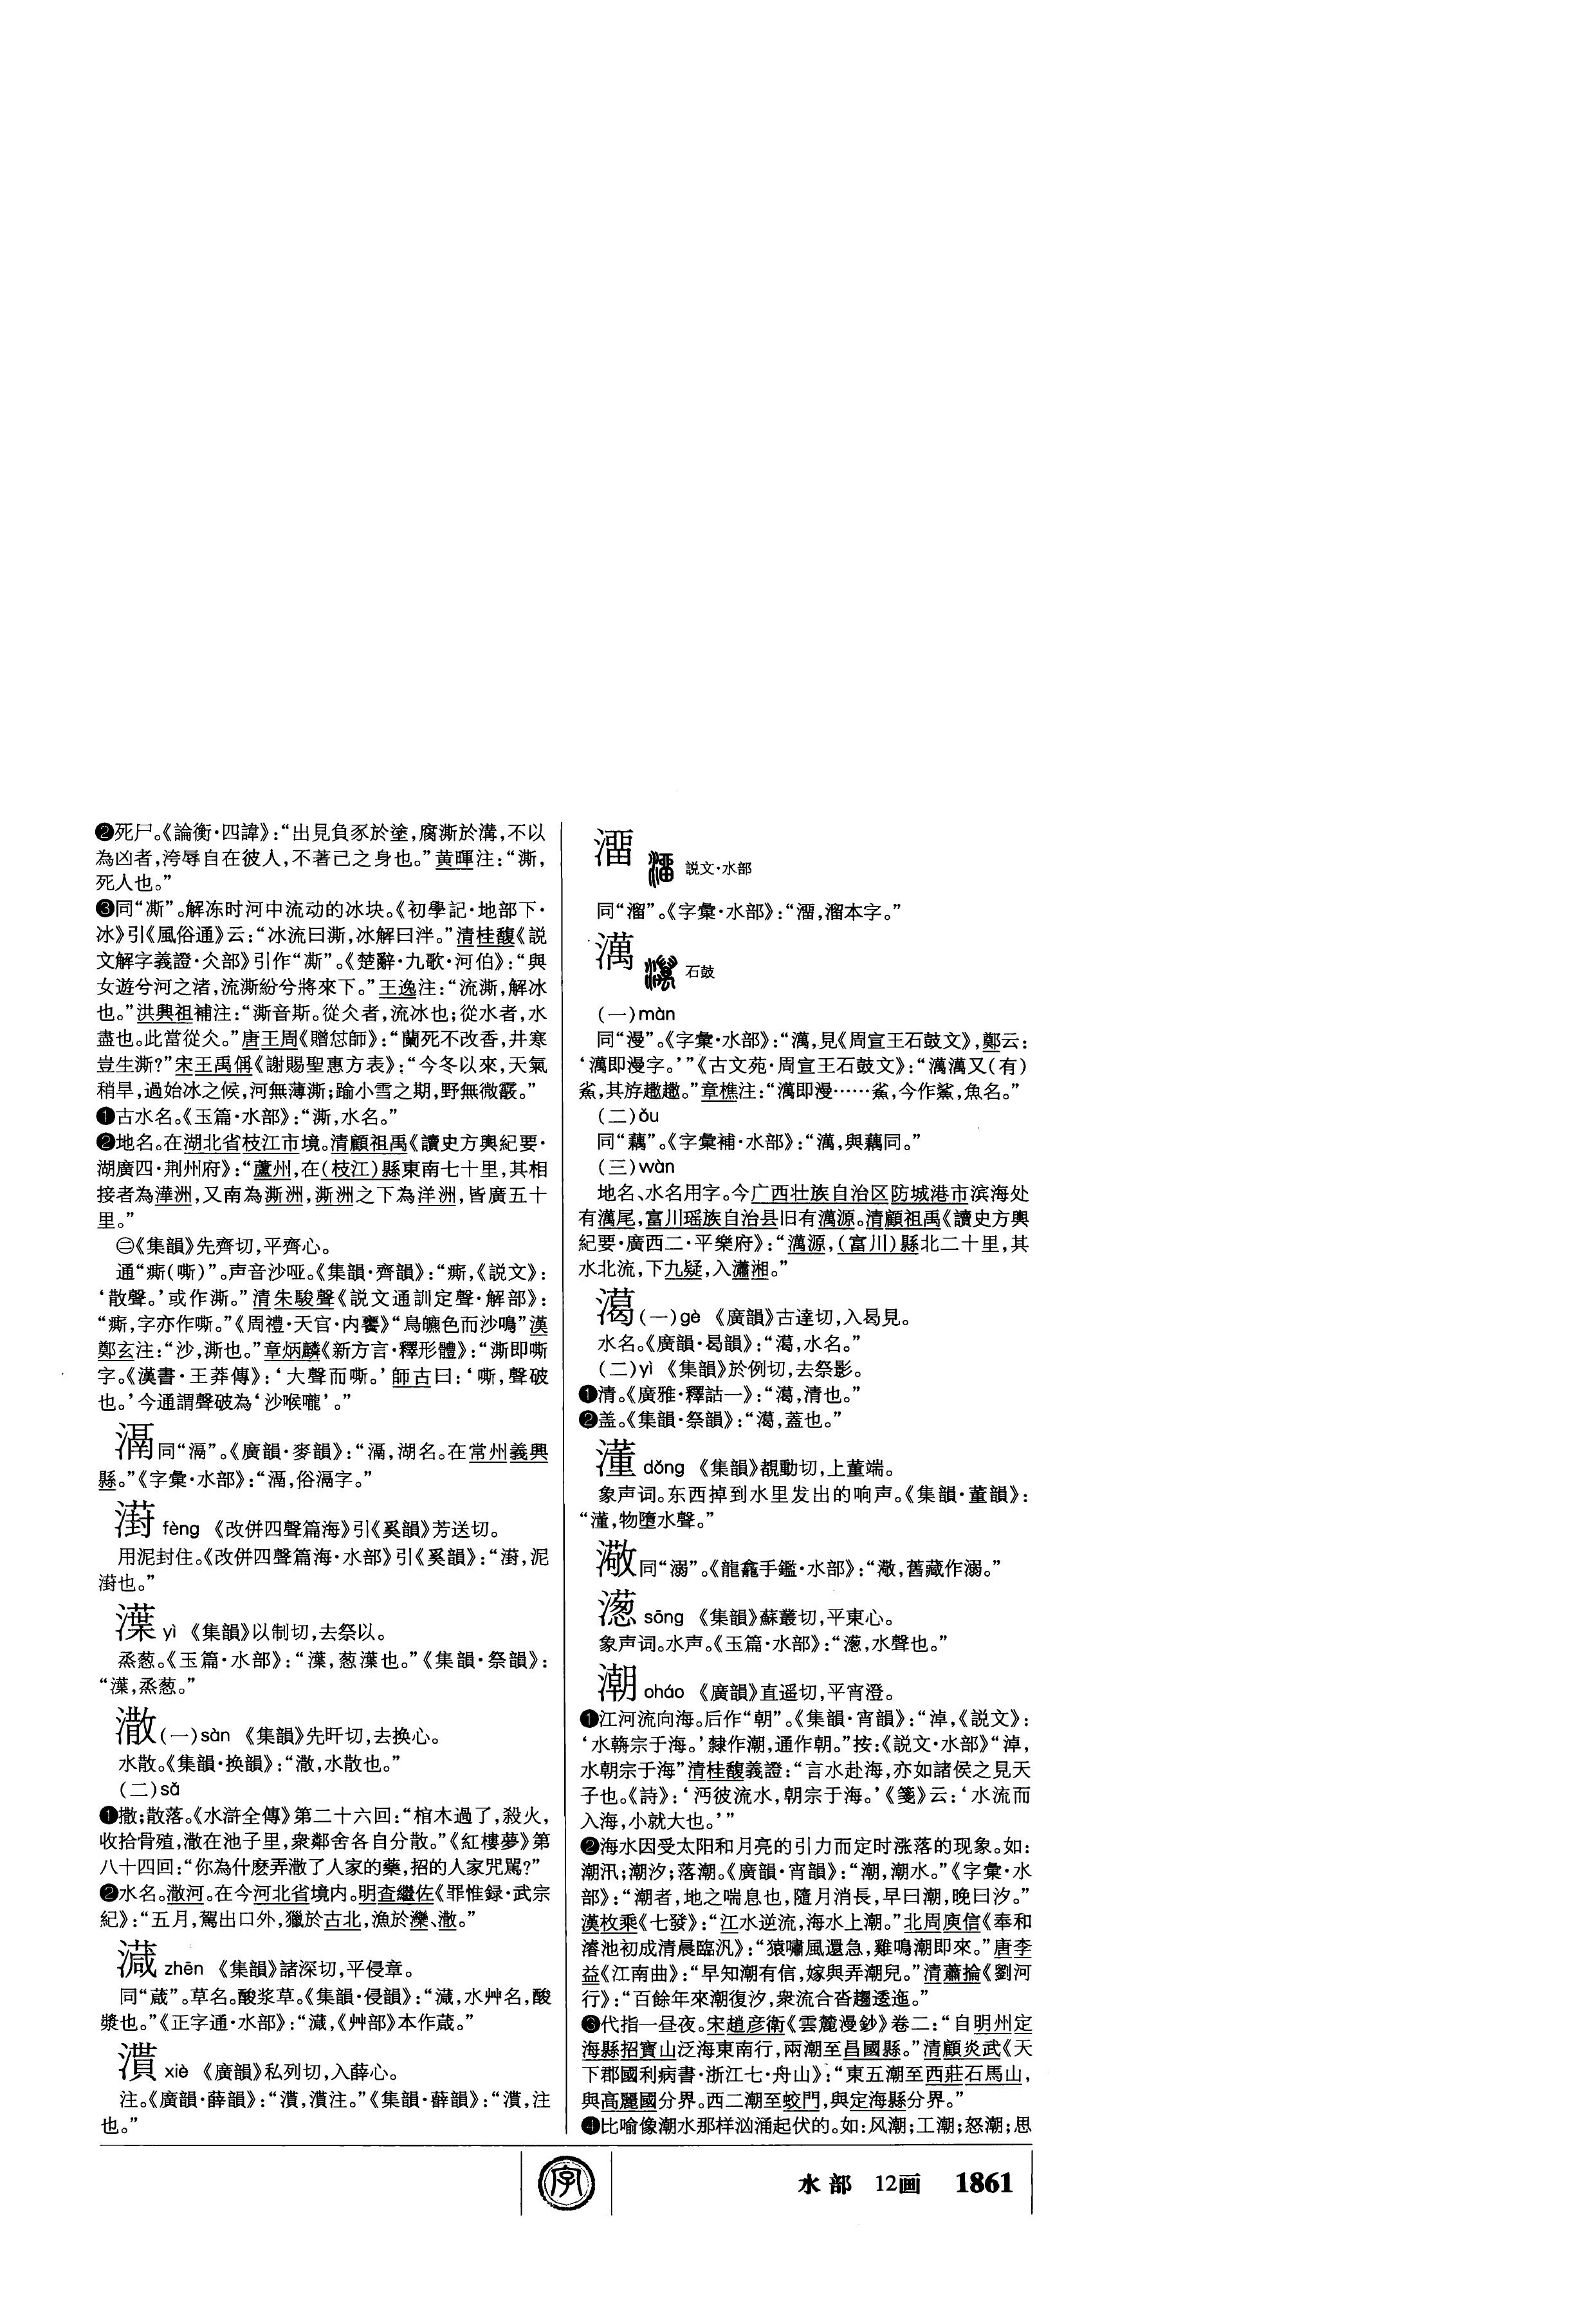 ❷死尸。《論衡·四諱》：“出見負豕於塗，腐澌於溝，不以
為凶者，洿辱自在彼人，不著己之身也。”黄暉注：“澌，
死人也。”
❸同“凘”。解冻时河中流动的冰块。《初學記·地部下·
冰》引《風俗通》云：“冰流曰澌，冰解曰泮。”清桂馥《説
文解字義證·仌部》引作“凘”。《楚辭·九歌·河伯》：“與
女遊兮河之渚，流澌紛兮將來下。”王逸注：“流澌，解冰
也。”洪興祖補注：“澌音斯。從仌者，流冰也；從水者，水
盡也。此當從仌。”唐王周《贈怤師》：“蘭死不改香，井寒
豈生澌？”宋王禹偁《謝賜聖惠方表》：“今冬以來，天氣
稍旱，過始冰之候，河無薄澌；踰小雪之期，野無微霰。”
❶古水名。《玉篇·水部》：“澌，水名。”
❷地名。在湖北省枝江市境。清顧祖禹《讀史方輿紀要·
湖廣四·荆州府》：“蘆州，在（枝江）縣東南七十里，其相
接者為澕洲，又南為澌洲，澌洲之下為洋洲，皆廣五十
里。”
㊁《集韻》先齊切，平齊心。
通“㾷（嘶）”。声音沙哑。《集韻·齊韻》：“㾷，《説文》：
‘散聲。’或作澌。”清朱駿聲《説文通訓定聲·解部》：
“㾷，字亦作嘶。”《周禮·天官·内饔》“鳥皫色而沙鳴”漢
鄭玄注：“沙，澌也。”章炳麟《新方言·釋形體》：“澌即嘶
字。《漢書·王莽傳》：‘大聲而嘶。’師古曰：‘嘶，聲破
也。’今通謂聲破為‘沙喉嚨’。”
同“滆”。《廣韻·麥韻》：“，湖名。在常州義興
縣。”《字彙·水部》：“，俗滆字。”
fèng 《改併四聲篇海》引《奚韻》芳送切。
用泥封住。《改併四聲篇海·水部》引《奚韻》：“，泥
也。”
yì 《集韻》以制切，去祭以。
烝葱。《玉篇·水部》：“，葱也。”《集韻·祭韻》：
“，烝葱。”
潵（一）sàn 《集韻》先旰切，去换心。
水散。《集韻·换韻》：“潵，水散也。”
（二）sǎ
❶撒；散落。《水滸全傳》第二十六回：“棺木過了，殺火，
收拾骨殖，潵在池子里，衆鄰舍各自分散。”《紅樓夢》第
八十四回：“你為什麽弄潵了人家的藥，招的人家咒駡？”
❷水名。潵河。在今河北省境内。明查繼佐《罪惟録·武宗
紀》：“五月，駕出口外，獵於古北，漁於灤、潵。”
zhēn 《集韻》諸深切，平侵章。
同“葴”。草名。酸浆草。《集韻·侵韻》：“，水艸名，酸
漿也。”《正字通·水部》：“，《艸部》本作葴。”
xiè 《廣韻》私列切，入薛心。
注。《廣韻·薛韻》：“，注。”《集韻·薛韻》：“，注
也。”
澑 説文·水部
同“溜”。《字彙·水部》：“澑，溜本字。”
澫 石鼓
（一）màn
同“漫”。《字彙·水部》：“澫，見《周宣王石鼓文》，鄭云：
‘澫即漫字。’”《古文苑·周宣王石鼓文》：“澫澫又（有）
鯊，其斿趣趣。”章樵注：“澫即漫……鯊，今作鯊，魚名。”
（二）ǒu
同“藕”。《字彙補·水部》：“澫，與藕同。”
（三）wàn
地名、水名用字。今广西壮族自治区防城港市滨海处
有澫尾，富川瑶族自治县旧有澫源。清顧祖禹《讀史方輿
紀要·廣西二·平樂府》：“澫源，（富川）縣北二十里，其
水北流，下九疑，入瀟湘。”
（一）gè 《廣韻》古達切，入曷見。
水名。《廣韻·曷韻》：“，水名。”
（二）yì 《集韻》於例切，去祭影。
❶清。《廣雅·釋詁一》：“，清也。”
❷盖。《集韻·祭韻》：“，蓋也。”
dǒng 《集韻》覩動切，上董端。
象声词。东西掉到水里发出的响声。《集韻·董韻》：
“，物墮水聲。”
同“溺”。《龍龕手鑑·水部》：“，舊藏作溺。”
sōng 《集韻》蘇叢切，平東心。
象声词。水声。《玉篇·水部》：“，水聲也。”
潮 oháo 《廣韻》直遥切，平宵澄。
❶江河流向海。后作“朝”。《集韻·宵韻》：“淖，《説文》：
‘水朝宗于海。’隸作潮，通作朝。”按：《説文·水部》“淖，
水朝宗于海”清桂馥義證：“言水赴海，亦如諸侯之見天
子也。《詩》：‘沔彼流水，朝宗于海。’《箋》云：‘水流而
入海，小就大也。’”
❷海水因受太阳和月亮的引力而定时涨落的现象。如：
潮汛；潮汐；落潮。《廣韻·宵韻》：“潮，潮水。”《字彙·水
部》：“潮者，地之喘息也，隨月消長，早曰潮，晚曰汐。”
漢枚乘《七發》：“江水逆流，海水上潮。”北周庾信《奉和
濬池初成清晨臨汎》：“猿嘯風還急，雞鳴潮即來。”唐李
益《江南曲》：“早知潮有信，嫁與弄潮兒。”清蕭掄《劉河
行》：“百餘年來潮復汐，衆流合沓趨逶迤。”
❸代指一昼夜。宋趙彦衛《雲麓漫鈔》卷二：“自明州定
海縣招寳山泛海東南行，兩潮至昌國縣。”清顧炎武《天
下郡國利病書·浙江七·舟山》：“東五潮至西莊石馬山，
與高麗國分界。西二潮至蛟門，與定海縣分界。”
❹比喻像潮水那样汹涌起伏的。如：风潮；工潮；怒潮；思
字
水部 12画 1861